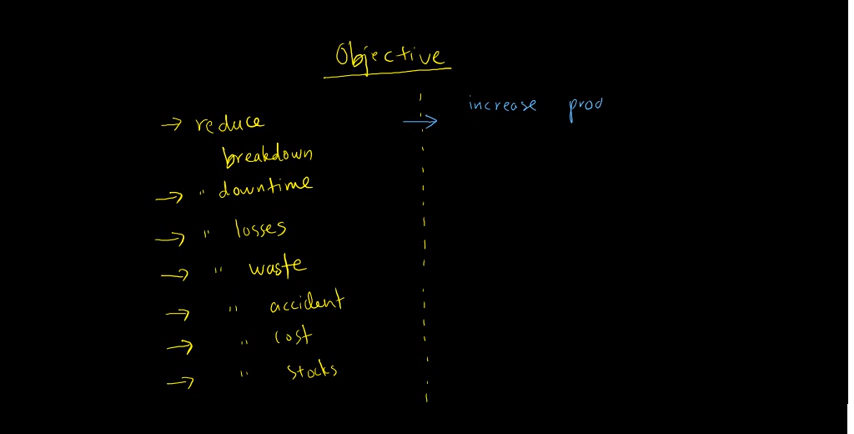 Objective
→ reduce
breakdown
→ " downtime
→ " losses
→ " waste
→ " accident
→ " cost
→ " stocks
→ increase prod